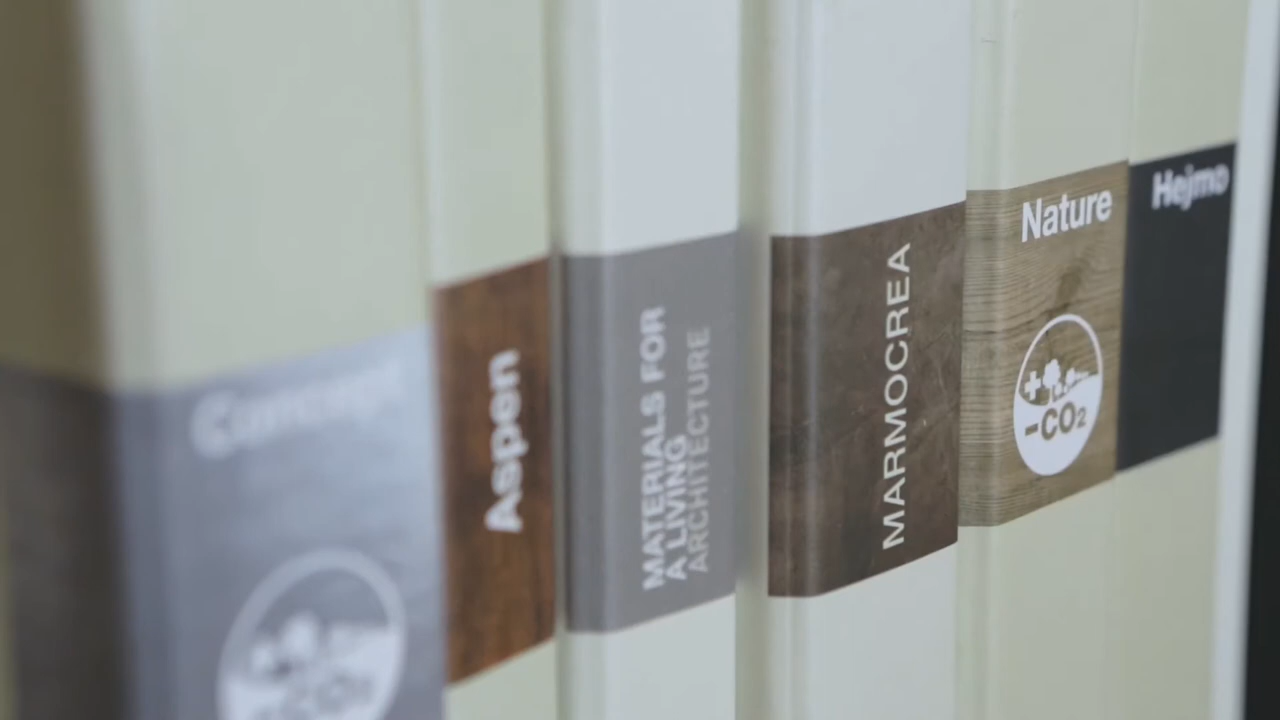 Aspen
MATERIALS FOR
A LIVING
ARCHITECTURE
MARMOCREA
Nature
-CO2
Hejmo